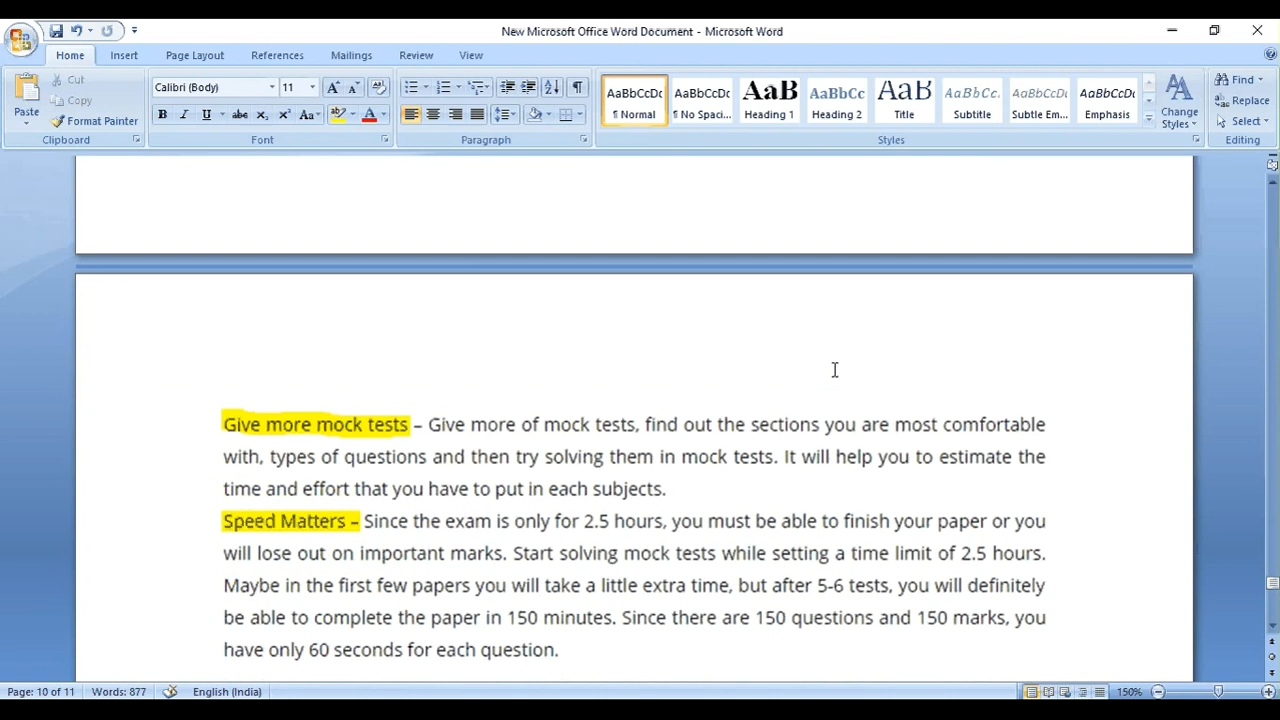 New Microsoft Office Word Document - Microsoft Word
Home Insert Page Layout References Mailings Review View
Paste
Cut
Copy
Format Painter
Clipboard
Calibri (Body) 11
B I U abc x₂ x² Aa
Font
Paragraph
AaBbCcDc AaBbCcDc AaB AaBbCc AaB AaBbCc. AaBbCcDc AaBbCcDc
¶ Normal ¶ No Spaci... Heading 1 Heading 2 Title Subtitle Subtle Em... Emphasis
Change Styles
Styles
Find
Replace
Select
Editing
Give more mock tests – Give more of mock tests, find out the sections you are most comfortable
with, types of questions and then try solving them in mock tests. It will help you to estimate the
time and effort that you have to put in each subjects.
Speed Matters – Since the exam is only for 2.5 hours, you must be able to finish your paper or you
will lose out on important marks. Start solving mock tests while setting a time limit of 2.5 hours.
Maybe in the first few papers you will take a little extra time, but after 5-6 tests, you will definitely
be able to complete the paper in 150 minutes. Since there are 150 questions and 150 marks, you
have only 60 seconds for each question.
Page: 10 of 11 Words: 877 English (India) 150%